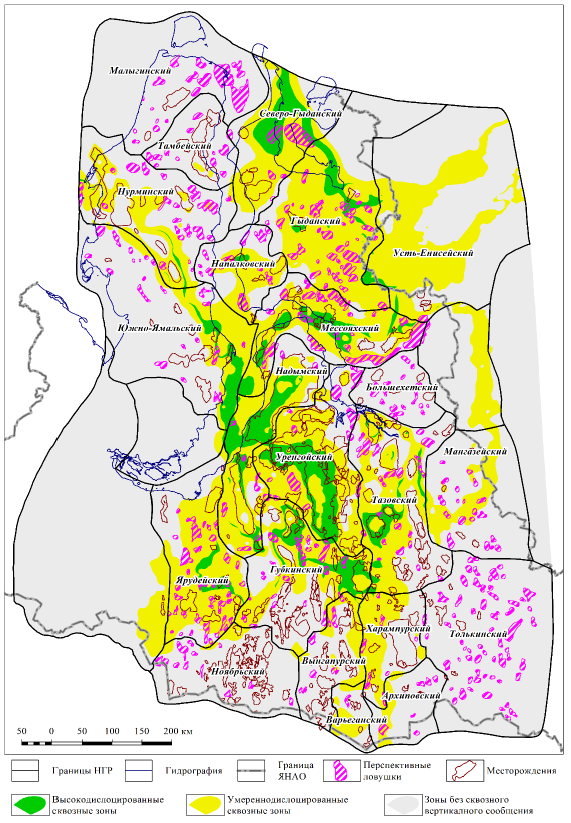 Малыгинский
Северо-Гыданский
Тамбейский
Нурминский
Гыданский
Усть-Енисейский
Напалковский
Южно-Ямальский
Мессояхский
Надымский
Большехетский
Мангазейский
Уренгойский
Тазовский
Губкинский
Ярудейский
Харампурский
Толькинский
Вынгапурский
Ноябрьский
Архиповский
Варьеганский
50 0 50 100 150 200 км
Границы НГР
Гидрография
Граница
ЯНАО
Перспективные
ловушки
Месторождения
Высокодислоцированные
сквозные зоны
Умереннодислоцированные
сквозные зоны
Зоны без сквозного
вертикального сообщения